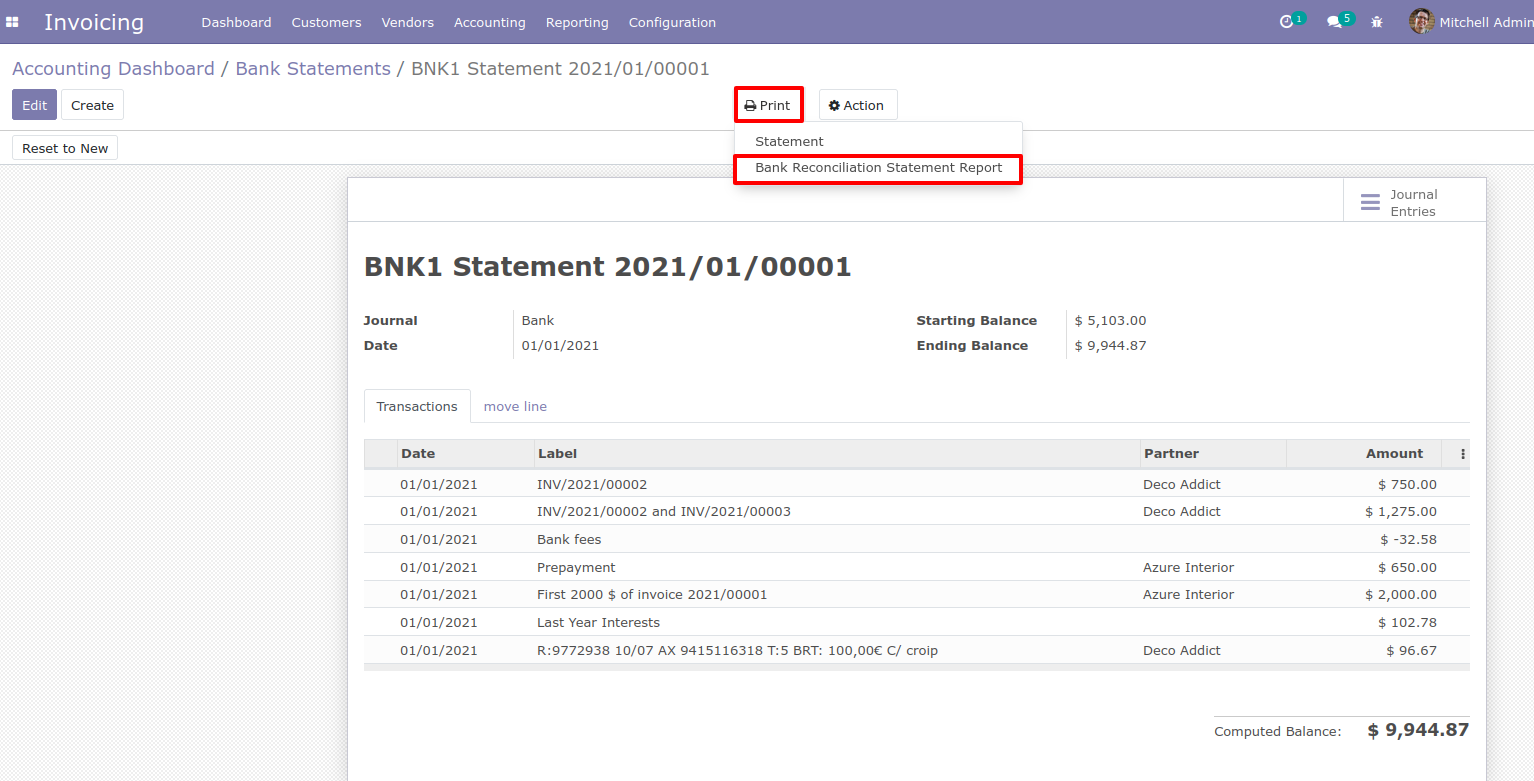 Invoicing Dashboard Customers Vendors Accounting Reporting Configuration 1 5 Mitchell Admin
Accounting Dashboard / Bank Statements / BNK1 Statement 2021/01/00001
Edit Create Print Action
Reset to New
Statement
Bank Reconciliation Statement Report
Journal
Entries
BNK1 Statement 2021/01/00001
Journal Bank Starting Balance $ 5,103.00
Date 01/01/2021 Ending Balance $ 9,944.87
Transactions move line
Date Label Partner Amount
01/01/2021 INV/2021/00002 Deco Addict $ 750.00
01/01/2021 INV/2021/00002 and INV/2021/00003 Deco Addict $ 1,275.00
01/01/2021 Bank fees $ -32.58
01/01/2021 Prepayment Azure Interior $ 650.00
01/01/2021 First 2000 $ of invoice 2021/00001 Azure Interior $ 2,000.00
01/01/2021 Last Year Interests $ 102.78
01/01/2021 R:9772938 10/07 AX 9415116318 T:5 BRT: 100,00€ C/ croip Deco Addict $ 96.67
Computed Balance: $ 9,944.87